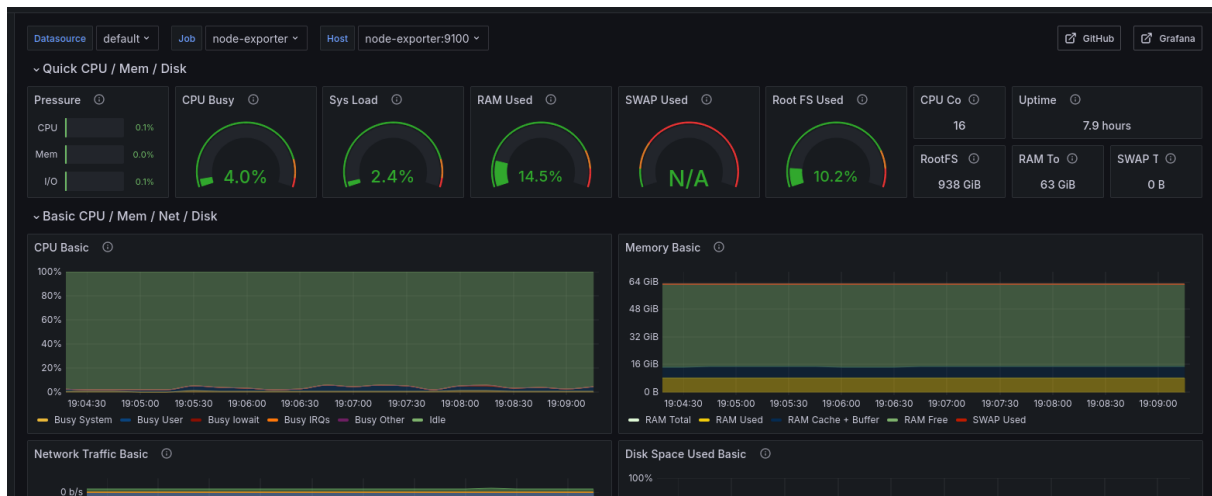 Datasource default Job node-exporter Host node-exporter:9100 GitHub Grafana
Quick CPU / Mem / Disk
Pressure CPU Busy Sys Load RAM Used SWAP Used Root FS Used CPU Co Uptime
CPU 0.1%
16 7.9 hours
Mem 0.0%
RootFS RAM To SWAP T
I/O 0.1%
4.0% 2.4% 14.5% N/A 10.2%
938 GiB 63 GiB 0 B
Basic CPU / Mem / Net / Disk
CPU Basic
100%
80%
60%
40%
20%
0%
19:04:30 19:05:00 19:05:30 19:06:00 19:06:30 19:07:00 19:07:30 19:08:00 19:08:30 19:09:00
Busy System Busy User Busy Iowait Busy IRQs Busy Other Idle
Memory Basic
64 GiB
48 GiB
32 GiB
16 GiB
0 B
19:04:30 19:05:00 19:05:30 19:06:00 19:06:30 19:07:00 19:07:30 19:08:00 19:08:30 19:09:00
RAM Total RAM Used RAM Cache + Buffer RAM Free SWAP Used
Network Traffic Basic
0 b/s
Disk Space Used Basic
100%